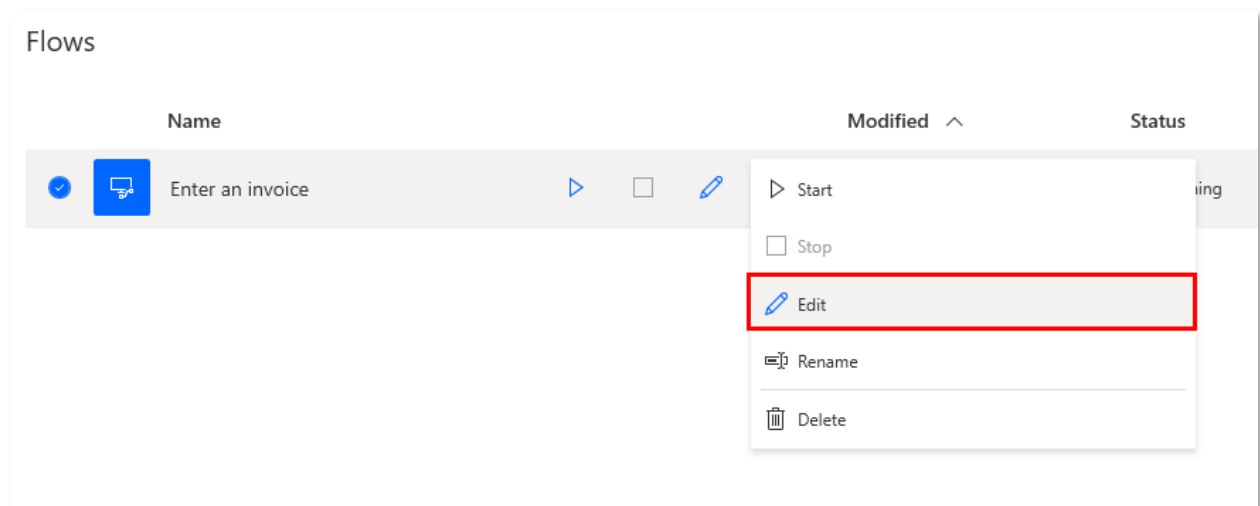 Flows
Name Modified Status
Enter an invoice
Start
Stop
Edit
Rename
Delete